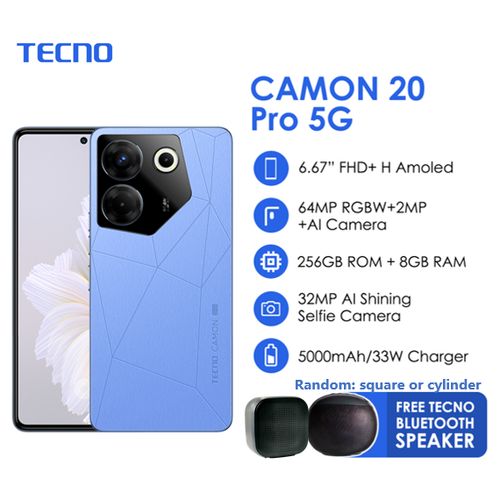 TECNO
CAMON 20
Pro 5G
6.67” FHD+ H Amoled
64MP RGBW+2MP
+AI Camera
256GB ROM + 8GB RAM
32MP AI Shining
Selfie Camera
5000mAh/33W Charger
TECNO CAMON
Random: square or cylinder
FREE TECNO
BLUETOOTH
SPEAKER